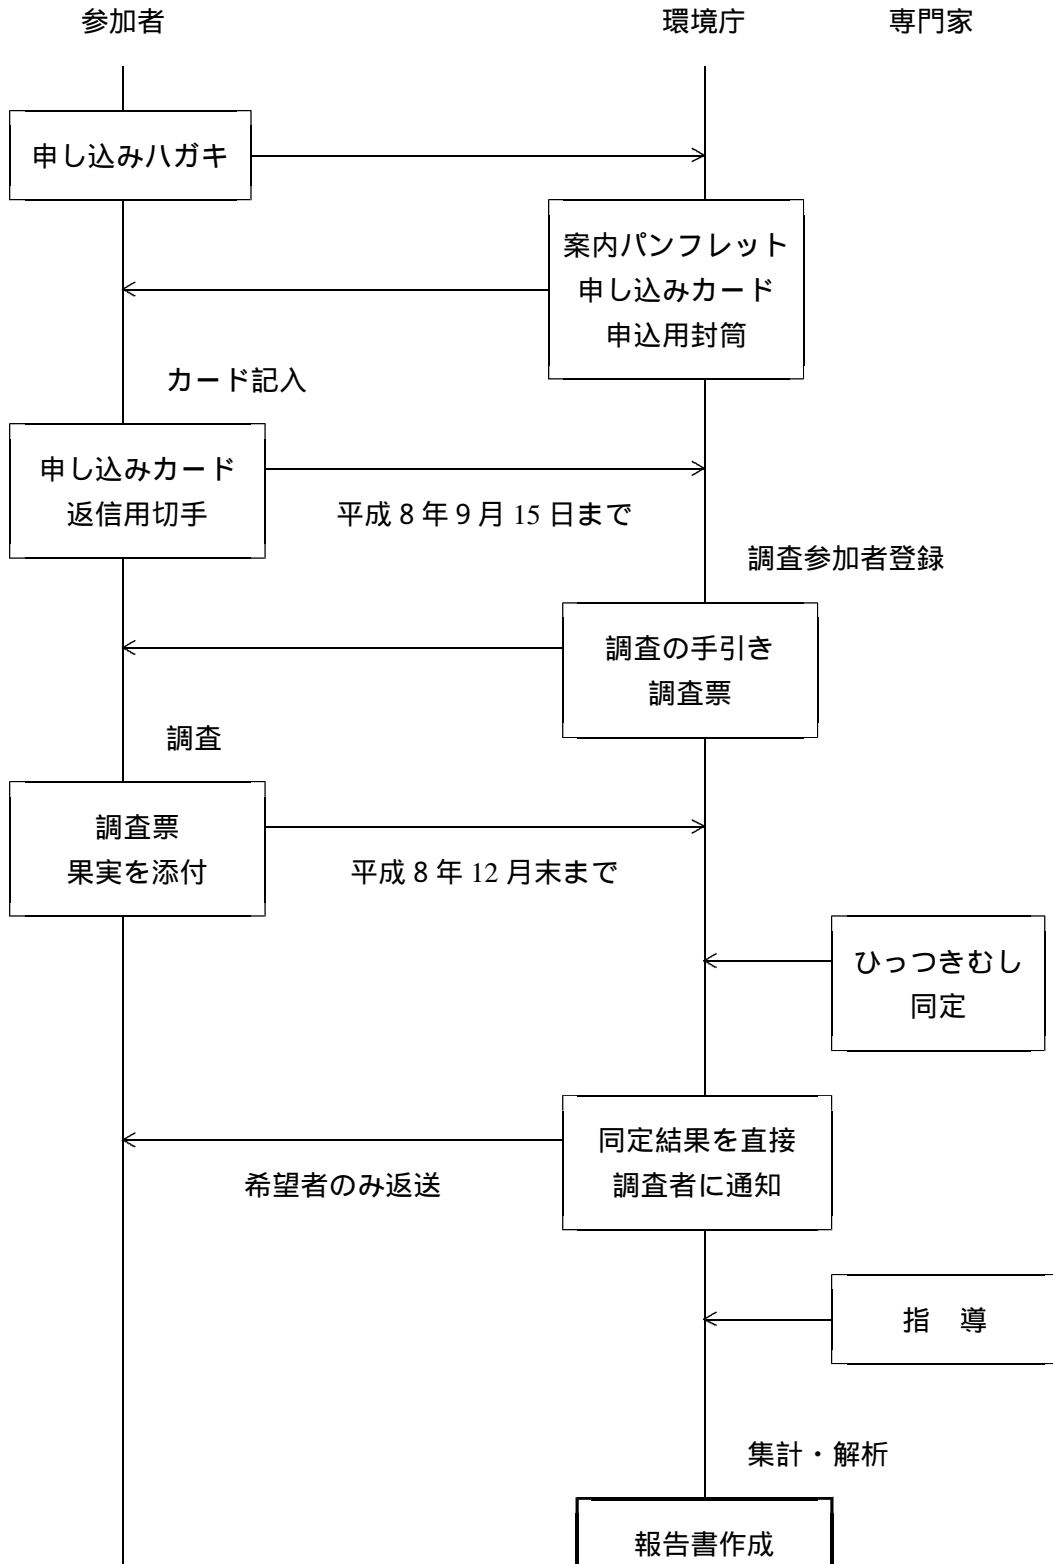 参加者 環境庁 専門家
申し込みハガキ
案内パンフレット
申し込みカード
申込用封筒
カード記入
申し込みカード
返信用切手
平成８年９月 15 日まで
調査参加者登録
調査の手引き
調査票
調査
調査票
果実を添付
平成８年 12 月末まで
ひっつきむし
同定
同定結果を直接
調査者に通知
希望者のみ返送
指　導
集計・解析
報告書作成